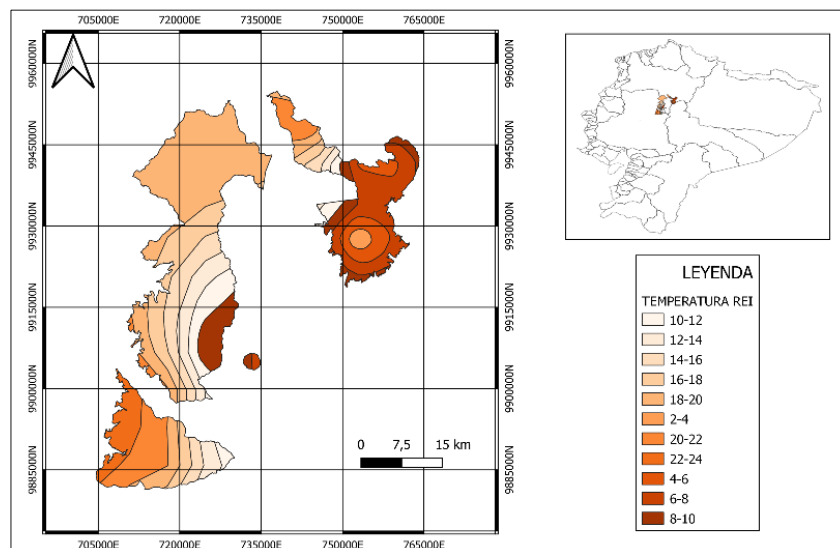 705000E 720000E 735000E 750000E 765000E
9960000N 9960000N
9945000N 9945000N
9930000N 9930000N
9915000N 9915000N
9900000N 9900000N
9885000N 9885000N
0 7,5 15 km
705000E 720000E 735000E 750000E 765000E
LEYENDA
TEMPERATURA REI
10-12
12-14
14-16
16-18
18-20
2-4
20-22
22-24
4-6
6-8
8-10